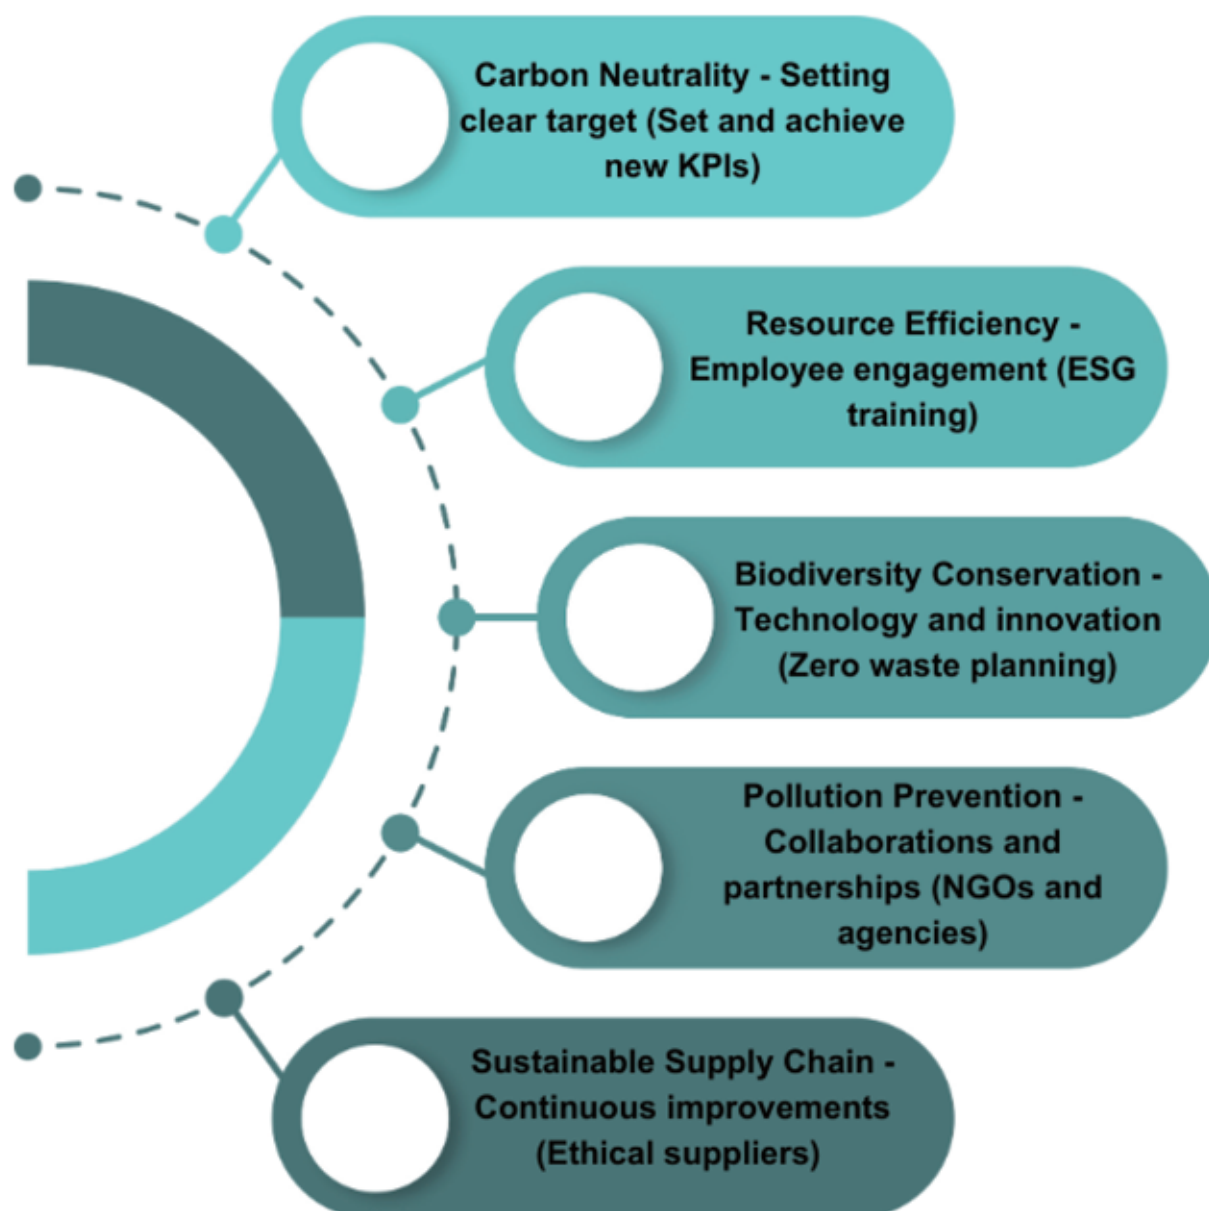 Carbon Neutrality - Setting
clear target (Set and achieve
new KPIs)
Resource Efficiency -
Employee engagement (ESG
training)
Biodiversity Conservation -
Technology and innovation
(Zero waste planning)
Pollution Prevention -
Collaborations and
partnerships (NGOs and
agencies)
Sustainable Supply Chain -
Continuous improvements
(Ethical suppliers)